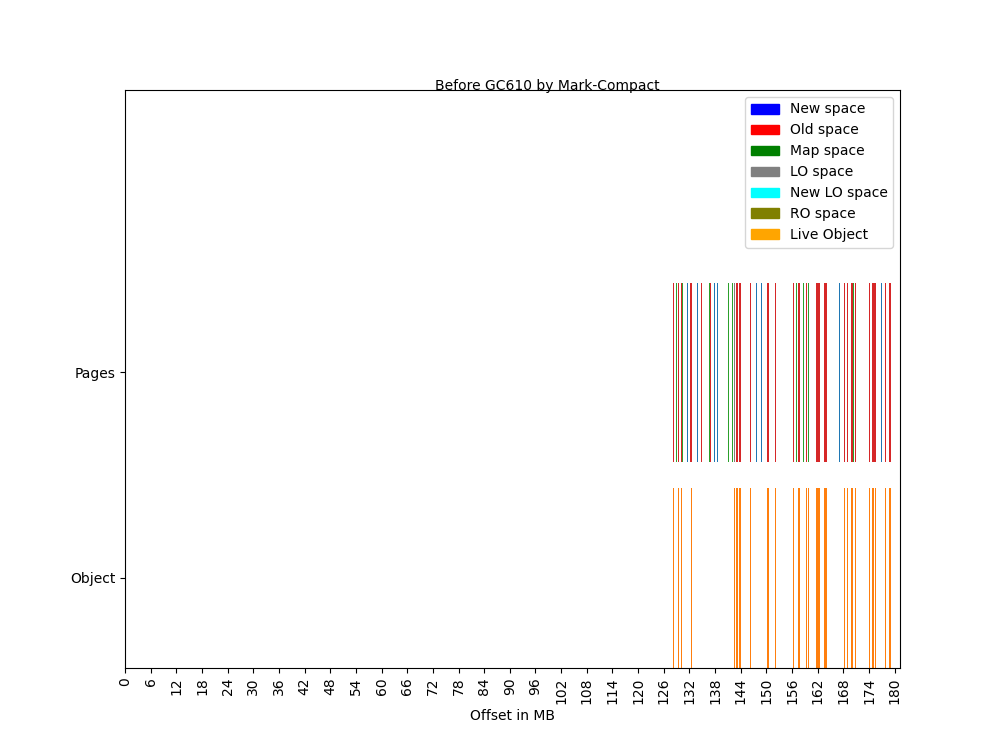 Before GC610 by Mark-Compact
New space
Old space
Map space
LO space
New LO space
RO space
Live Object
Pages
Object
0 6 12 18 24 30 36 42 48 54 60 66 72 78 84 90 96 102 108 114 120 126 132 138 144 150 156 162 168 174 180
Offset in MB